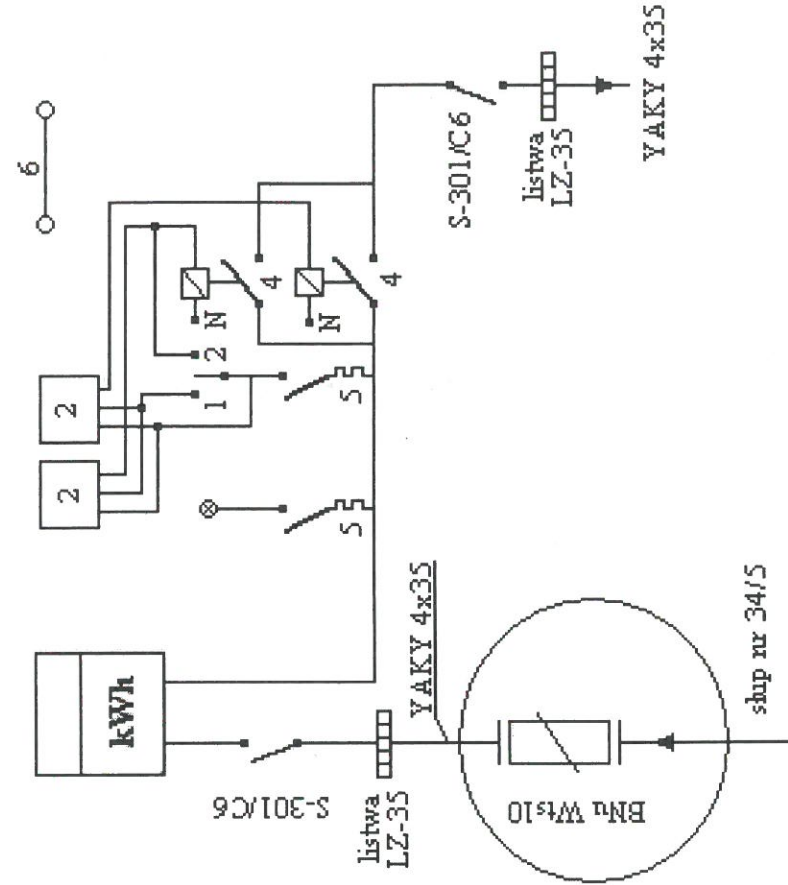 6
2
2
kWh
1
2
N
4
N
4
5
5
S-301/C6
listwa
LZ-35
YAKY 4x35
S-301/C6
listwa
LZ-35
YAKY 4x35
BNu Wts10
słup nr 34/5